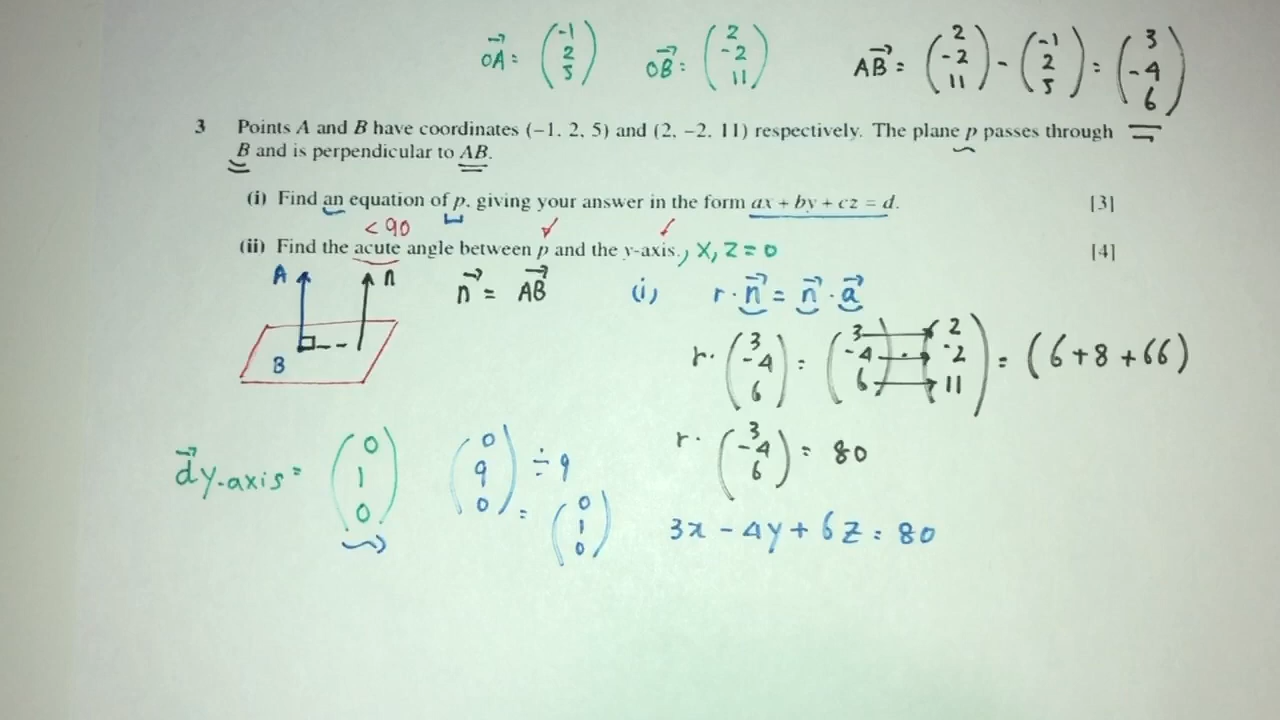 OA = (-1 2 5) OB = (2 -2 11) AB = (2 -2 11) - (-1 2 5) = (3 -4 6)
3 Points A and B have coordinates (−1, 2, 5) and (2, −2, 11) respectively. The plane p passes through
B and is perpendicular to AB.
(i) Find an equation of p, giving your answer in the form ax + by + cz = d. [3]
< 90
(ii) Find the acute angle between p and the y-axis., X, Z = 0 [4]
A n
B
n = AB
(i) r . n = n . a
r. (3 -4 6) = (3 -4 6) . (2 -2 11) = (6 + 8 + 66)
r. (3 -4 6) = 80
3x - 4y + 6z = 80
d y-axis = (0 1 0)
(0 9 0) ÷ 9
= (0 1 0)